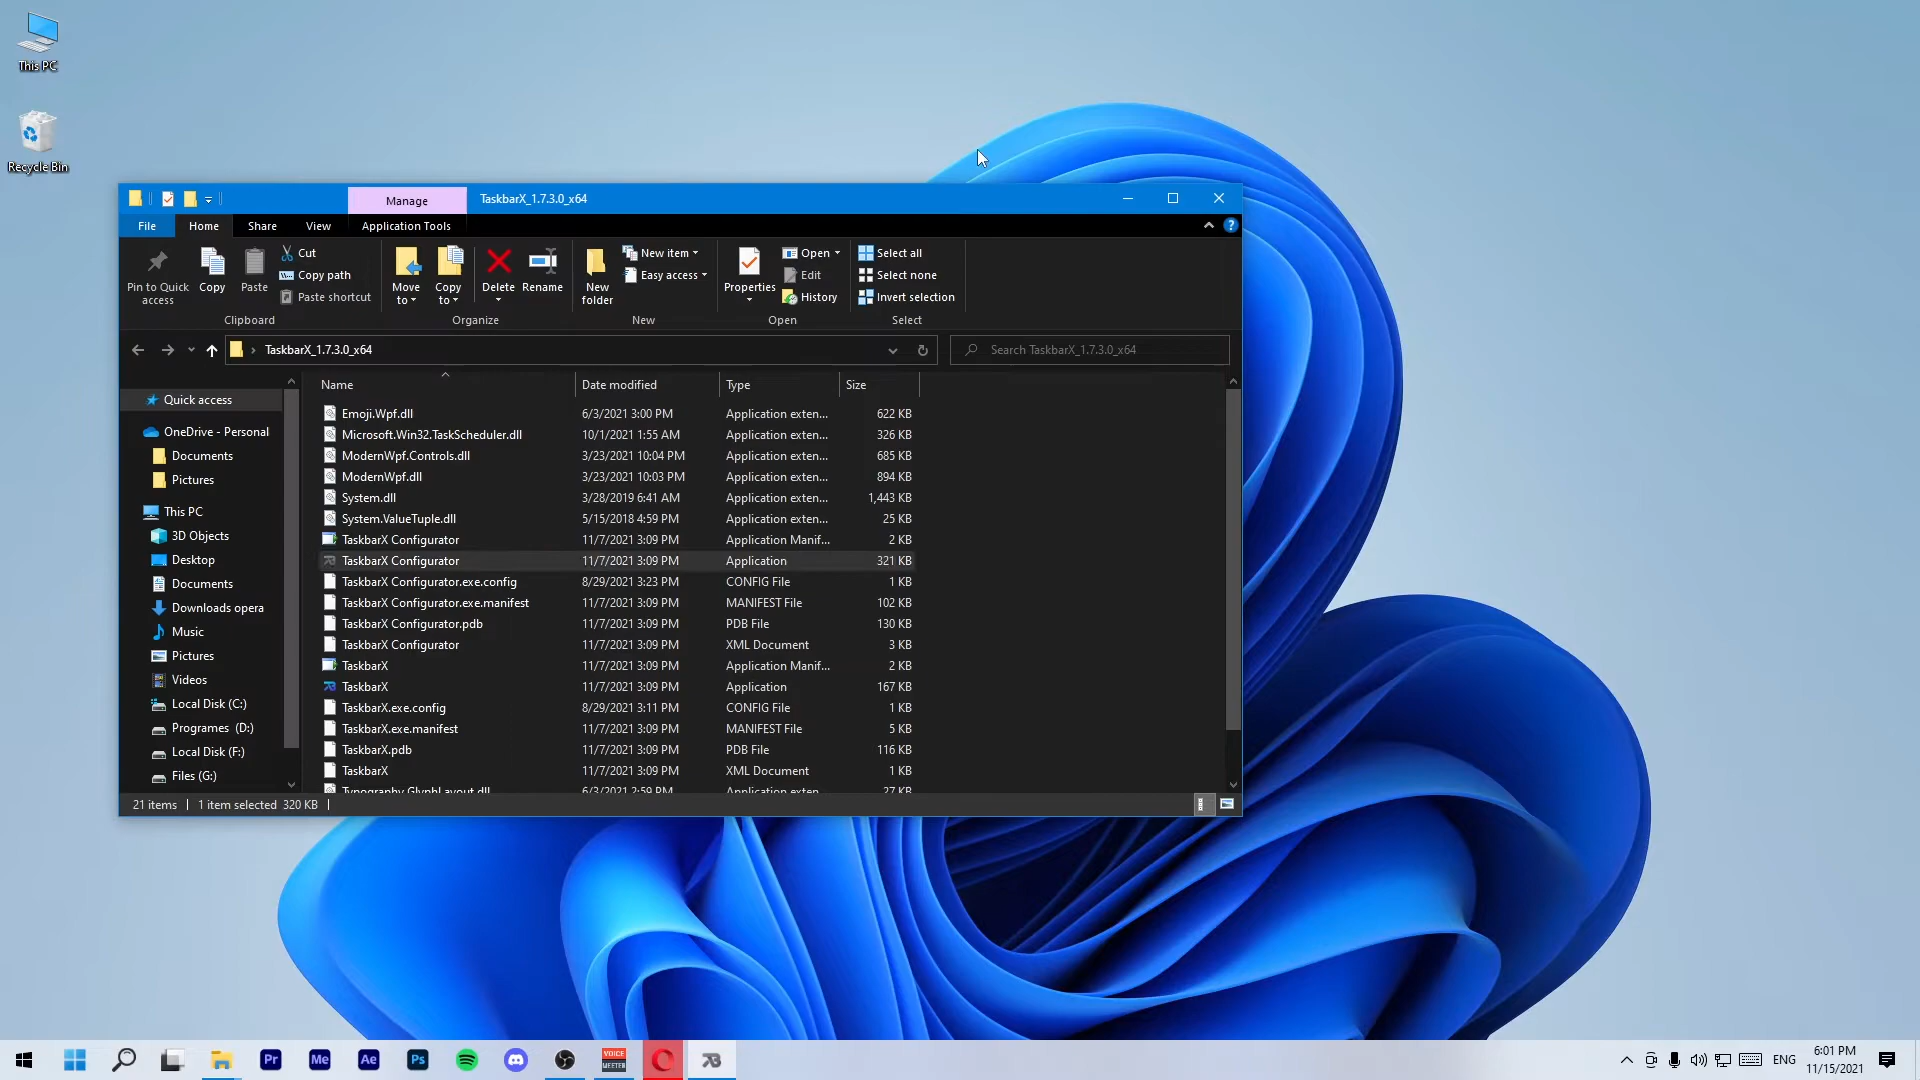 This PC
Recycle Bin
Manage
TaskbarX_1.7.3.0_x64
File
Home
Share
View
Application Tools
Pin to Quick access
Copy
Paste
Cut
Copy path
Paste shortcut
Clipboard
Move to
Copy to
Delete
Rename
Organize
New folder
New item
Easy access
New
Properties
Open
Edit
History
Open
Select all
Select none
Invert selection
Select
TaskbarX_1.7.3.0_x64
Search TaskbarX_1.7.3.0_x64
Quick access
OneDrive - Personal
Documents
Pictures
This PC
3D Objects
Desktop
Documents
Downloads opera
Music
Pictures
Videos
Local Disk (C:)
Programes (D:)
Local Disk (F:)
Files (G:)
Name Date modified Type Size
Emoji.Wpf.dll 6/3/2021 3:00 PM Application exten... 622 KB
Microsoft.Win32.TaskScheduler.dll 10/1/2021 1:55 AM Application exten... 326 KB
ModernWpf.Controls.dll 3/23/2021 10:04 PM Application exten... 685 KB
ModernWpf.dll 3/23/2021 10:03 PM Application exten... 894 KB
System.dll 3/28/2019 6:41 AM Application exten... 1,443 KB
System.ValueTuple.dll 5/15/2018 4:59 PM Application exten... 25 KB
TaskbarX Configurator 11/7/2021 3:09 PM Application Manif... 2 KB
TaskbarX Configurator 11/7/2021 3:09 PM Application 321 KB
TaskbarX Configurator.exe.config 8/29/2021 3:23 PM CONFIG File 1 KB
TaskbarX Configurator.exe.manifest 11/7/2021 3:09 PM MANIFEST File 102 KB
TaskbarX Configurator.pdb 11/7/2021 3:09 PM PDB File 130 KB
TaskbarX Configurator 11/7/2021 3:09 PM XML Document 3 KB
TaskbarX 11/7/2021 3:09 PM Application Manif... 2 KB
TaskbarX 11/7/2021 3:09 PM Application 167 KB
TaskbarX.exe.config 8/29/2021 3:11 PM CONFIG File 1 KB
TaskbarX.exe.manifest 11/7/2021 3:09 PM MANIFEST File 5 KB
TaskbarX.pdb 11/7/2021 3:09 PM PDB File 116 KB
TaskbarX 11/7/2021 3:09 PM XML Document 1 KB
Typography.GlyphLayout.dll 6/3/2021 2:59 PM Application exten... 27 KB
21 items
1 item selected 320 KB
Pr
Me
Ae
Ps
VOICE
MEETER
ENG
6:01 PM
11/15/2021